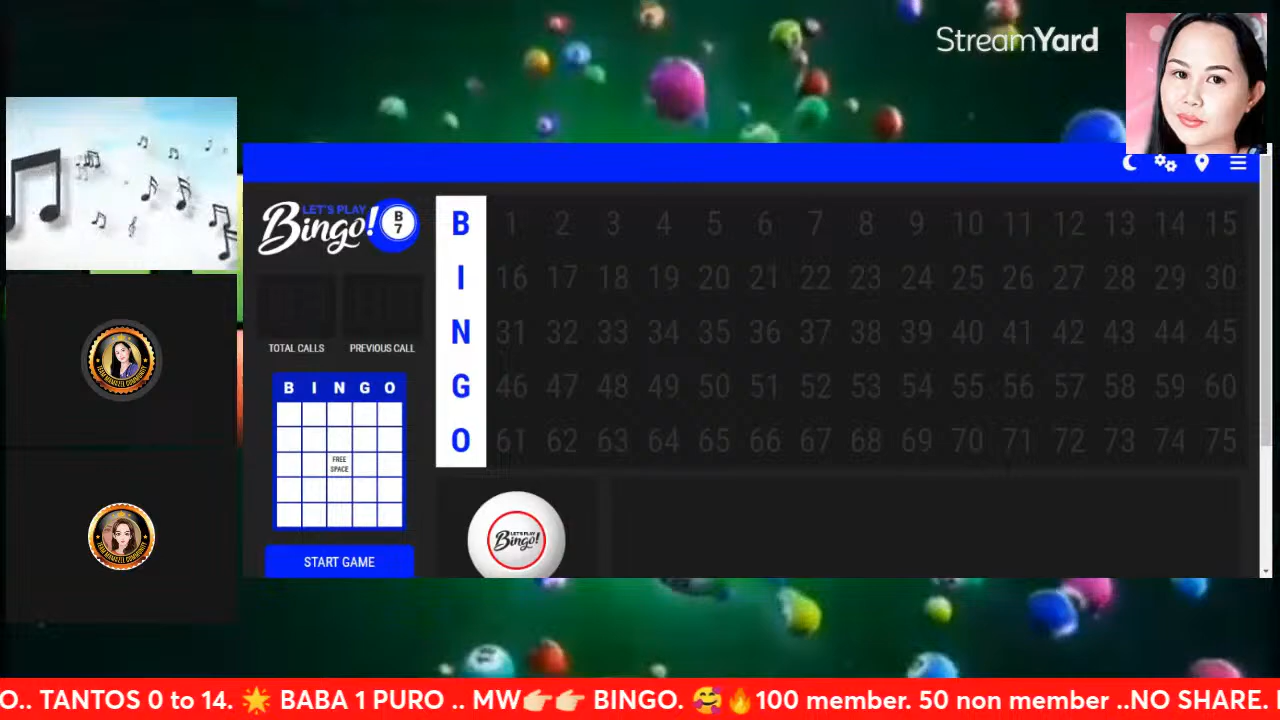 StreamYard
LET'S PLAY
Bingo!
B
7
TOTAL CALLS
PREVIOUS CALL
B I N G O
FREE
SPACE
START GAME
B 1 2 3 4 5 6 7 8 9 10 11 12 13 14 15
I 16 17 18 19 20 21 22 23 24 25 26 27 28 29 30
N 31 32 33 34 35 36 37 38 39 40 41 42 43 44 45
G 46 47 48 49 50 51 52 53 54 55 56 57 58 59 60
O 61 62 63 64 65 66 67 68 69 70 71 72 73 74 75
LET'S PLAY
Bingo!
O.. TANTOS 0 to 14. 🌟 BABA 1 PURO .. MW👉🏻👉🏻 BINGO. 🥰🔥100 member. 50 non member ..NO SHARE.